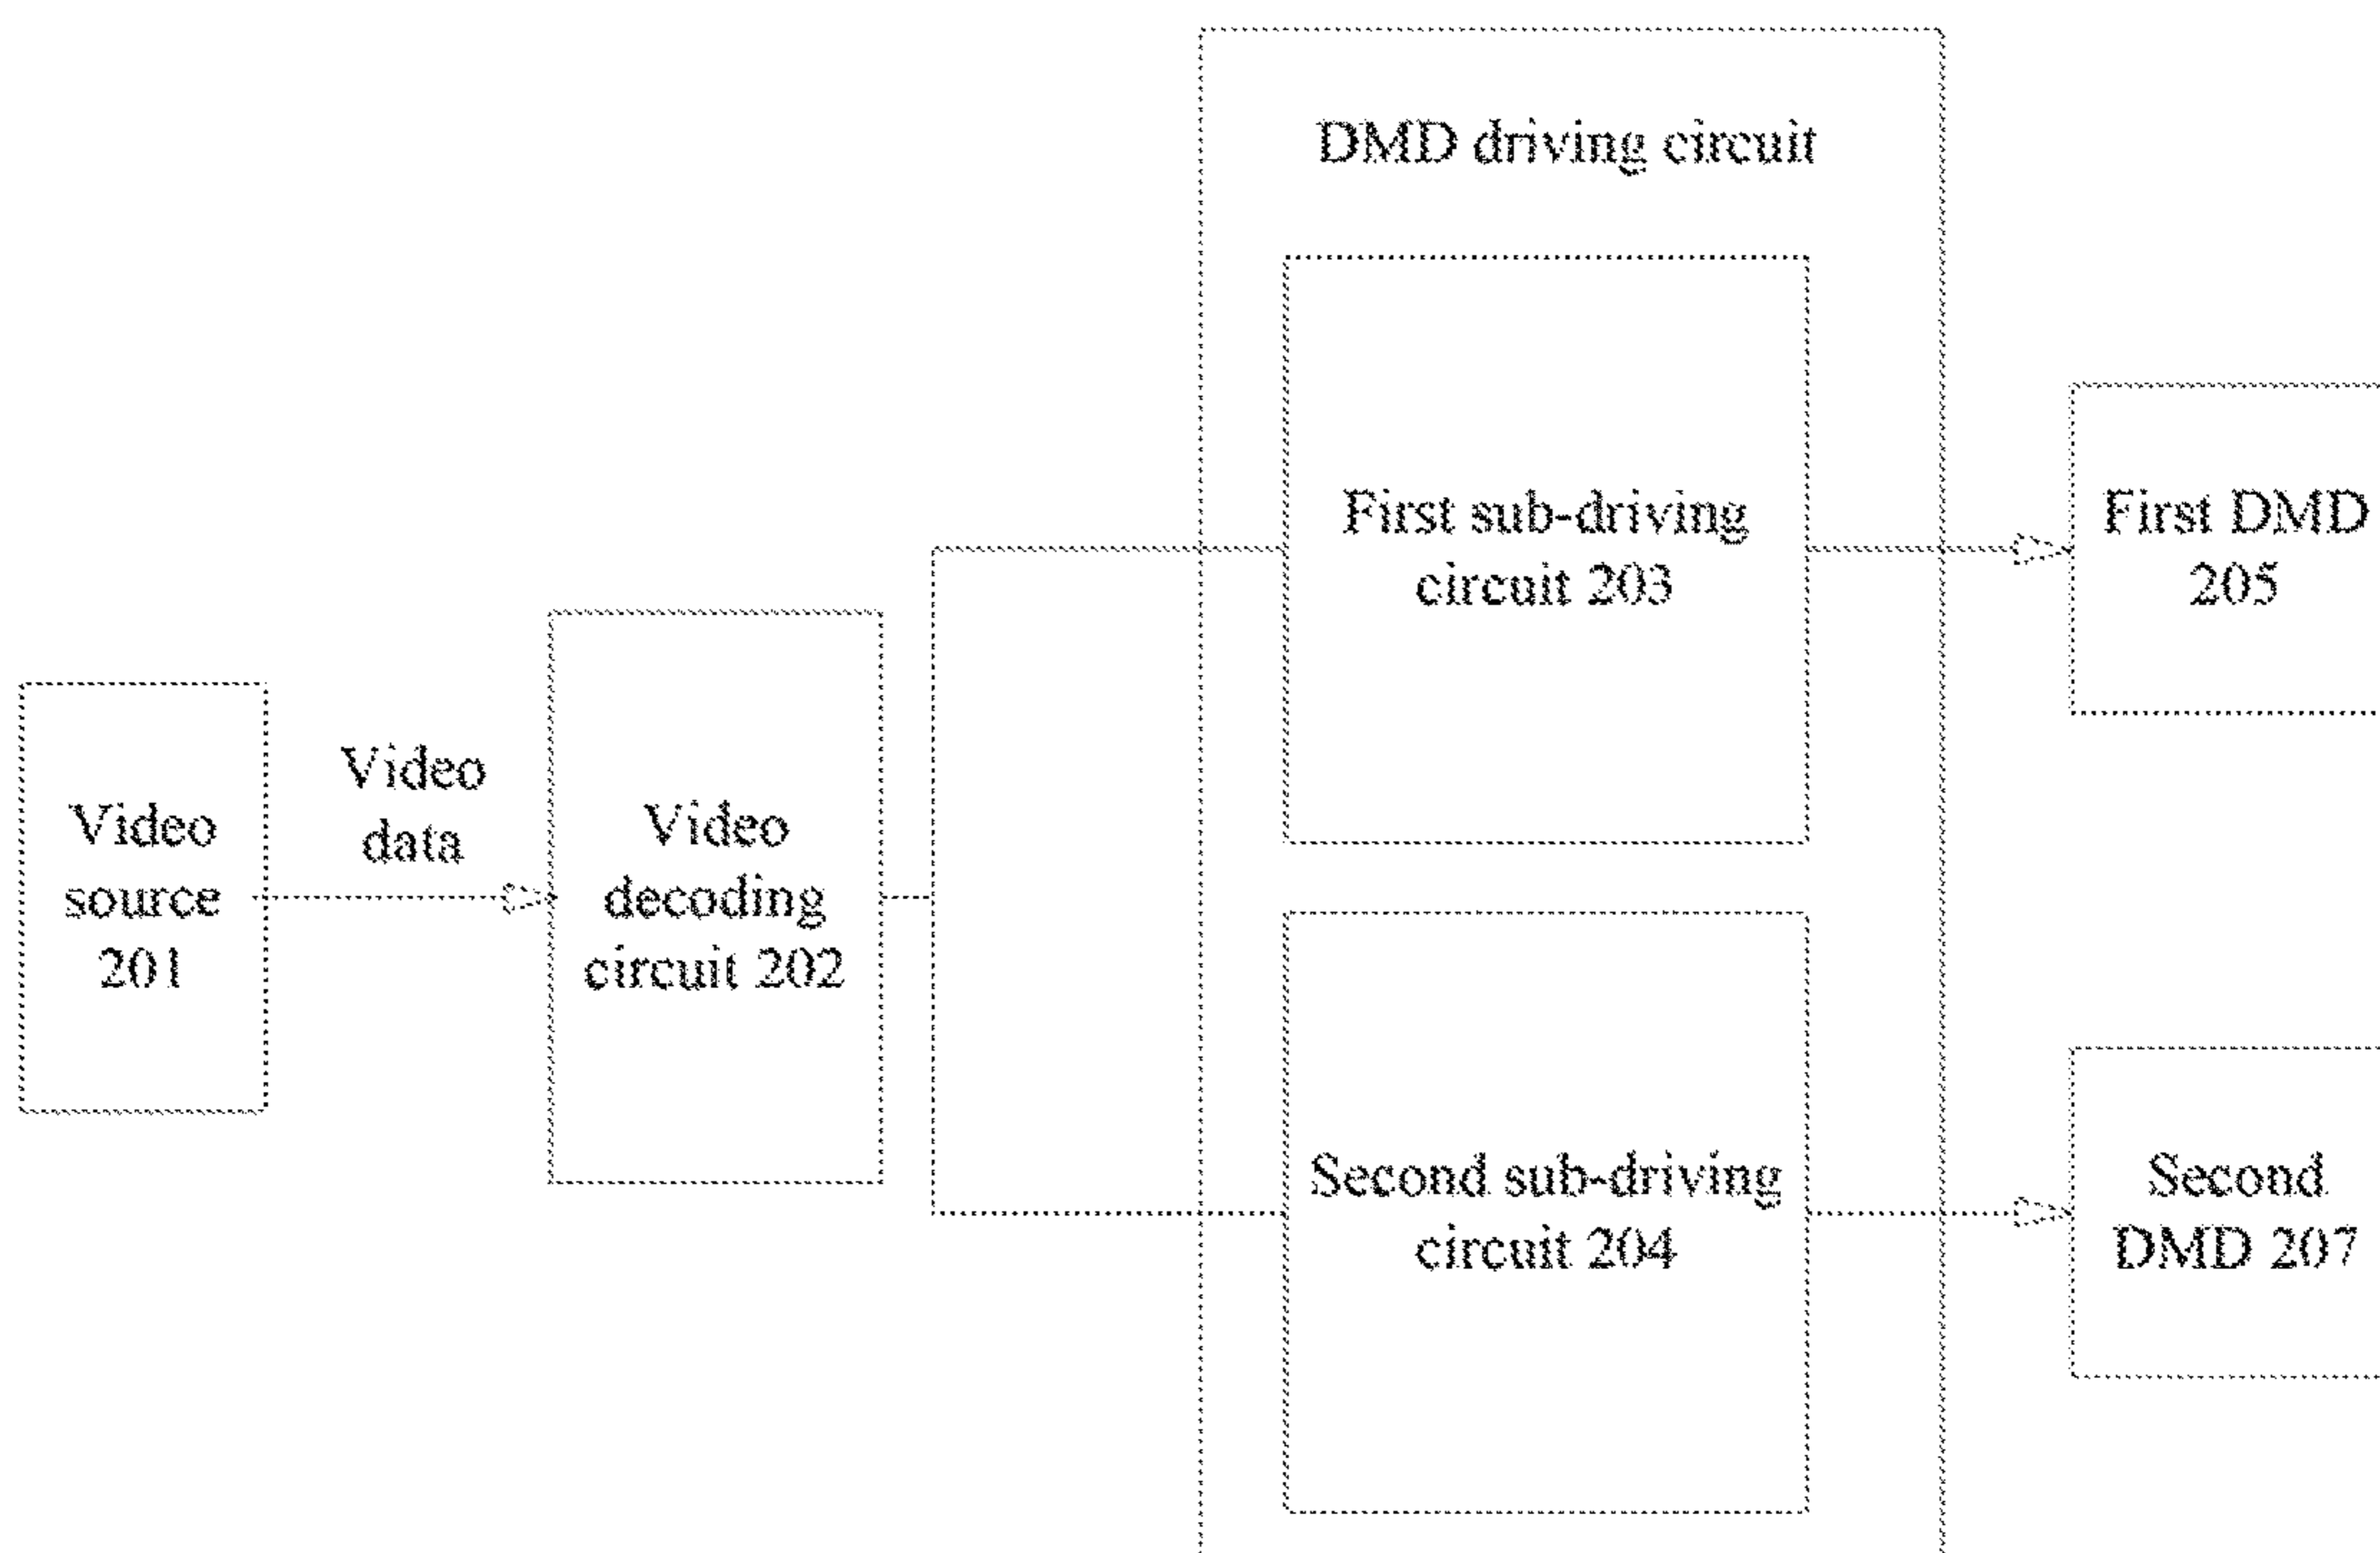 DMD driving circuit
First sub-driving
circuit 203
First DMD
205
Video
source
201
Video
data
Video
decoding
circuit 202
Second sub-driving
circuit 204
Second
DMD 207